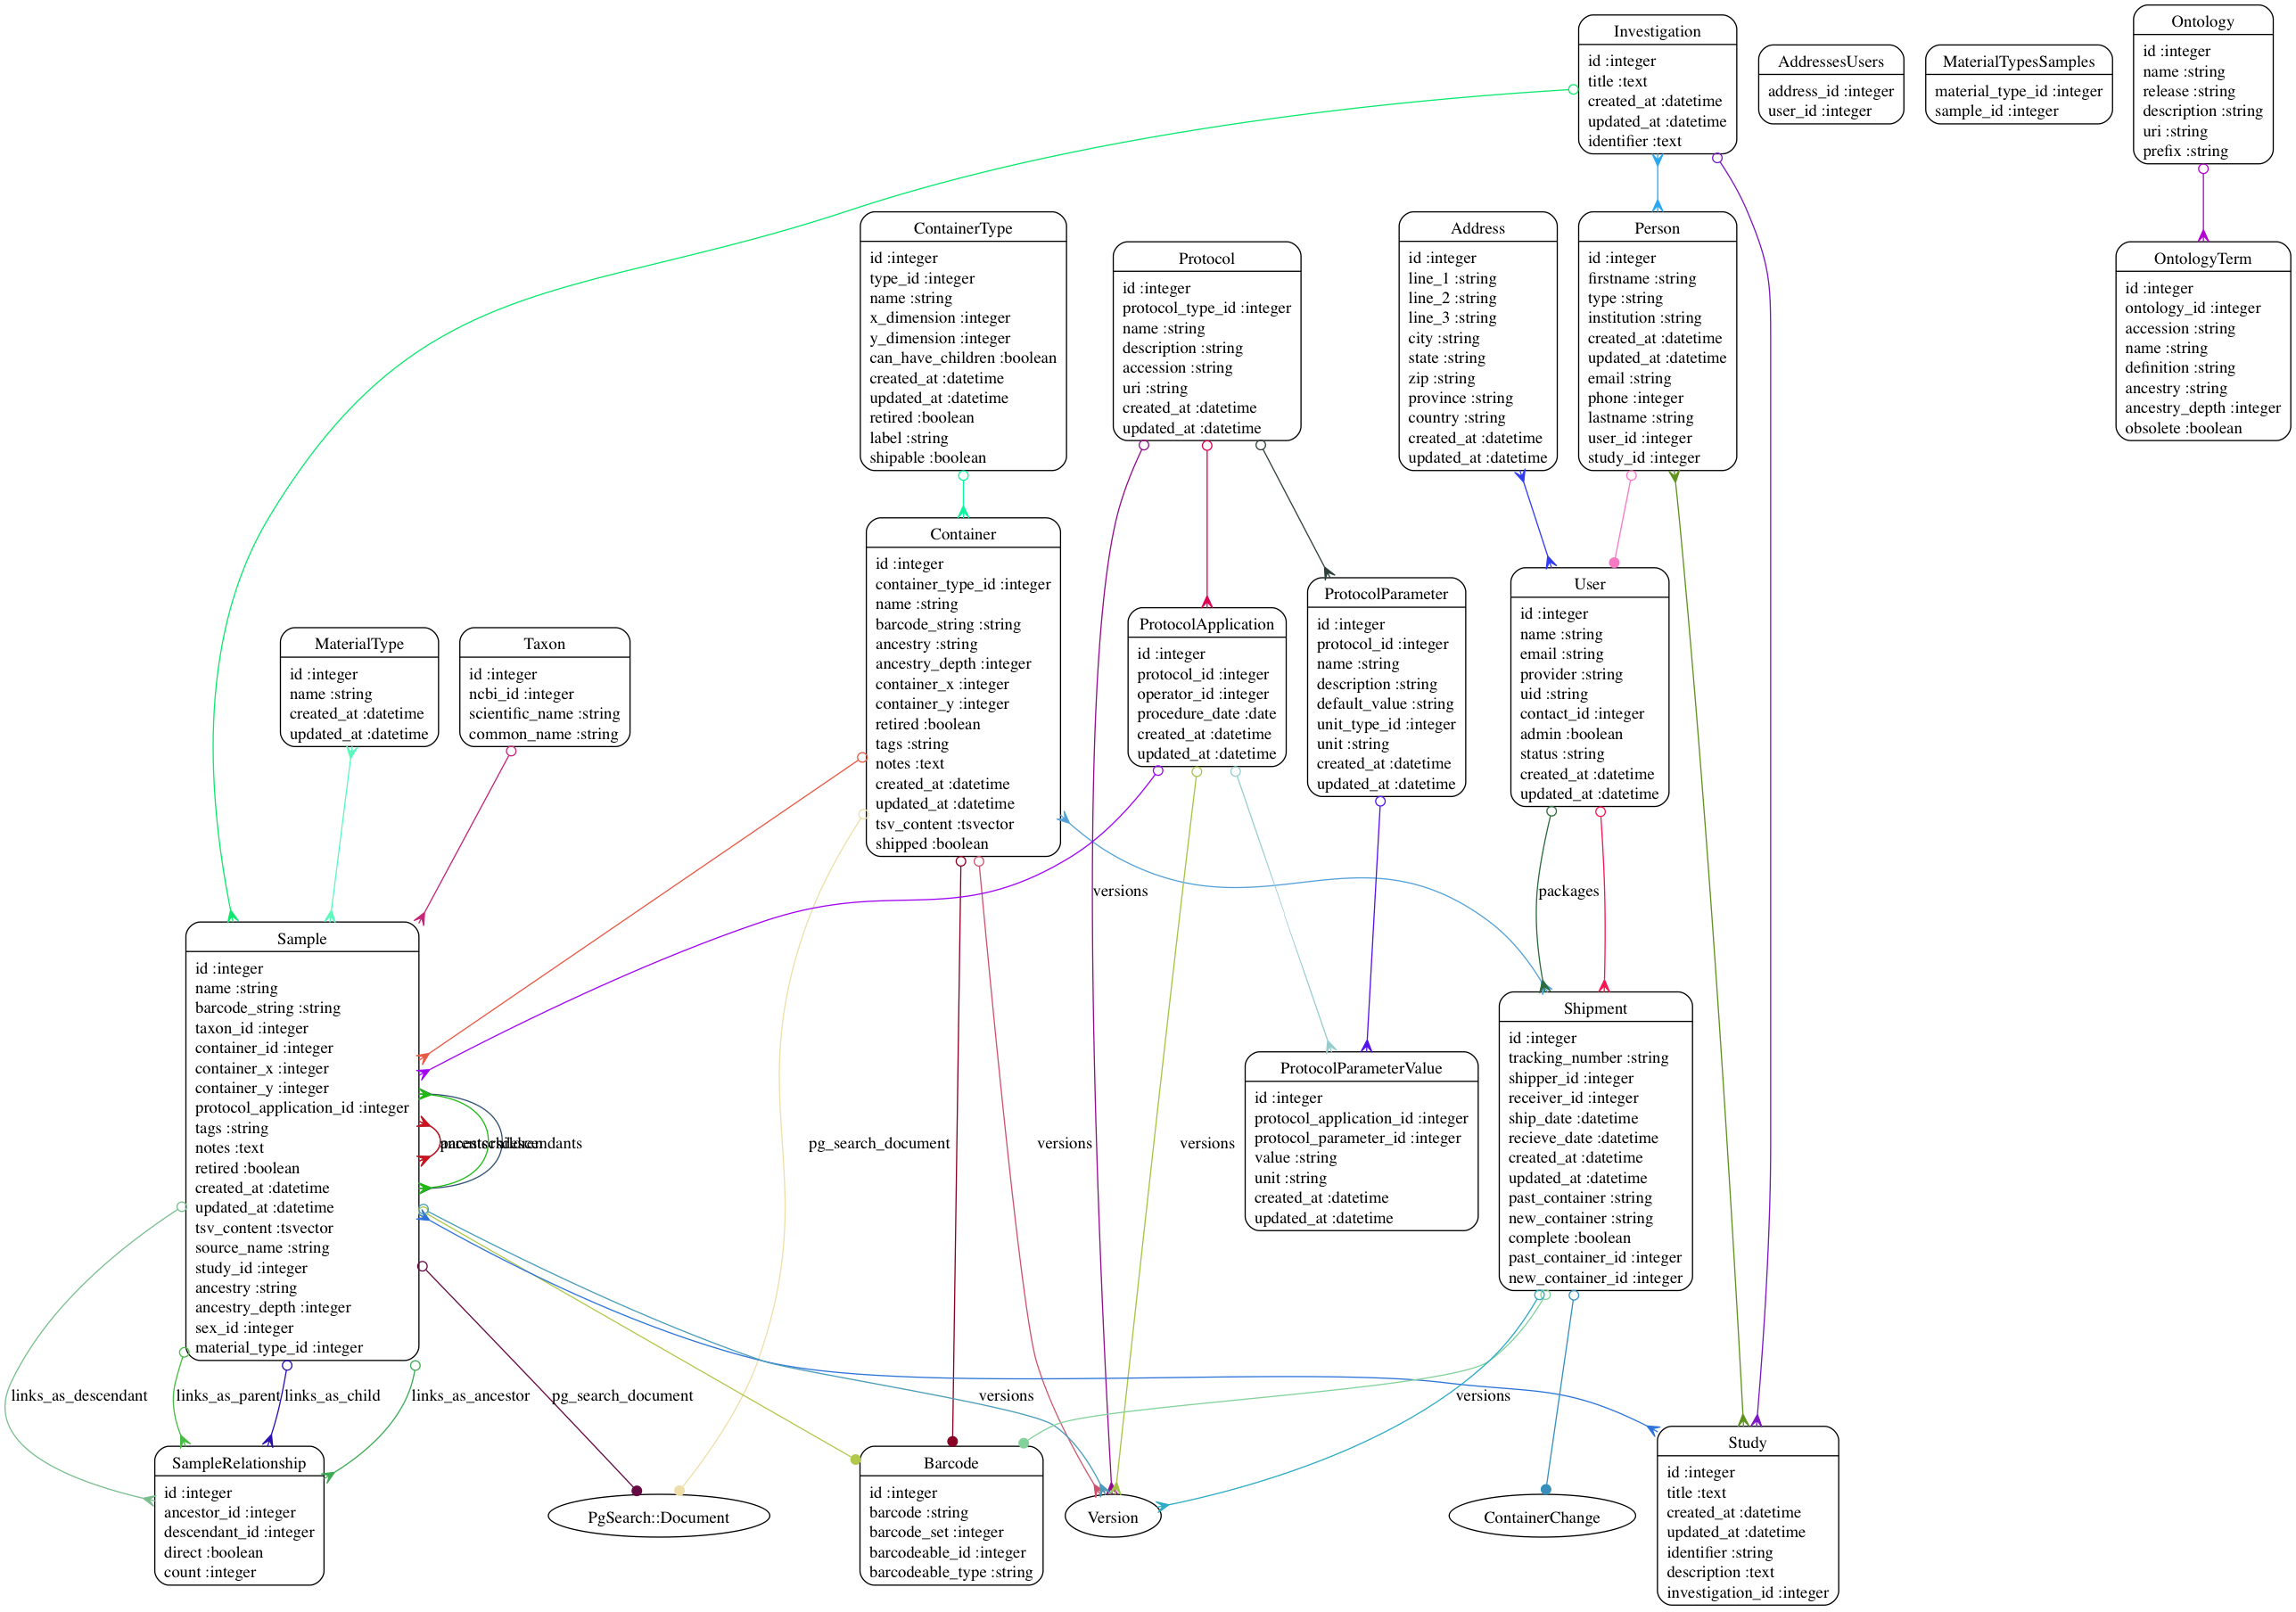 Investigation
id :integer
title :text
created_at :datetime
updated_at :datetime
identifier :text
AddressesUsers
address_id :integer
user_id :integer
MaterialTypesSamples
material_type_id :integer
sample_id :integer
Ontology
id :integer
name :string
release :string
description :string
uri :string
prefix :string
ContainerType
id :integer
type_id :integer
name :string
x_dimension :integer
y_dimension :integer
can_have_children :boolean
created_at :datetime
updated_at :datetime
retired :boolean
label :string
shipable :boolean
Protocol
id :integer
protocol_type_id :integer
name :string
description :string
accession :string
uri :string
created_at :datetime
updated_at :datetime
Address
id :integer
line_1 :string
line_2 :string
line_3 :string
city :string
state :string
zip :string
province :string
country :string
created_at :datetime
updated_at :datetime
Person
id :integer
firstname :string
type :string
institution :string
created_at :datetime
updated_at :datetime
email :string
phone :integer
lastname :string
user_id :integer
study_id :integer
OntologyTerm
id :integer
ontology_id :integer
accession :string
name :string
definition :string
ancestry :string
ancestry_depth :integer
obsolete :boolean
Container
id :integer
container_type_id :integer
name :string
barcode_string :string
ancestry :string
ancestry_depth :integer
container_x :integer
container_y :integer
retired :boolean
tags :string
notes :text
created_at :datetime
updated_at :datetime
tsv_content :tsvector
shipped :boolean
MaterialType
id :integer
name :string
created_at :datetime
updated_at :datetime
Taxon
id :integer
ncbi_id :integer
scientific_name :string
common_name :string
ProtocolApplication
id :integer
protocol_id :integer
operator_id :integer
procedure_date :date
created_at :datetime
updated_at :datetime
ProtocolParameter
id :integer
protocol_id :integer
name :string
description :string
default_value :string
unit_type_id :integer
unit :string
created_at :datetime
updated_at :datetime
User
id :integer
name :string
email :string
provider :string
uid :string
contact_id :integer
admin :boolean
status :string
created_at :datetime
updated_at :datetime
versions
packages
Sample
id :integer
name :string
barcode_string :string
taxon_id :integer
container_id :integer
container_x :integer
container_y :integer
protocol_application_id :integer
tags :string
notes :text
retired :boolean
created_at :datetime
updated_at :datetime
tsv_content :tsvector
source_name :string
study_id :integer
ancestry :string
ancestry_depth :integer
sex_id :integer
material_type_id :integer
pg_search_document
versions
versions
ProtocolParameterValue
id :integer
protocol_application_id :integer
protocol_parameter_id :integer
value :string
unit :string
created_at :datetime
updated_at :datetime
Shipment
id :integer
tracking_number :string
shipper_id :integer
receiver_id :integer
ship_date :datetime
recieve_date :datetime
created_at :datetime
updated_at :datetime
past_container :string
new_container :string
complete :boolean
past_container_id :integer
new_container_id :integer
links_as_descendant
links_as_parent
links_as_child
links_as_ancestor
pg_search_document
versions
versions
SampleRelationship
id :integer
ancestor_id :integer
descendant_id :integer
direct :boolean
count :integer
PgSearch::Document
Barcode
id :integer
barcode :string
barcode_set :integer
barcodeable_id :integer
barcodeable_type :string
Version
ContainerChange
Study
id :integer
title :text
created_at :datetime
updated_at :datetime
identifier :string
description :text
investigation_id :integer